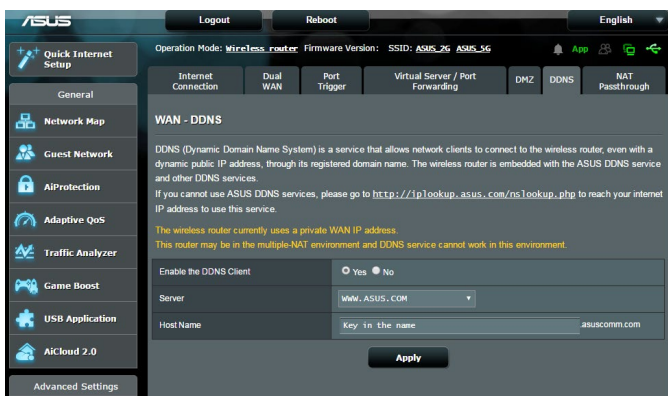 ASUS
Logout
Reboot
English
Quick Internet
Setup
Operation Mode: Wireless router Firmware Version: SSID: ASUS_2G ASUS_5G
App
General
Network Map
Guest Network
AiProtection
Adaptive QoS
Traffic Analyzer
Game Boost
USB Application
AiCloud 2.0
Advanced Settings
Internet
Connection
Dual
WAN
Port
Trigger
Virtual Server / Port
Forwarding
DMZ
DDNS
NAT
Passthrough
WAN - DDNS
DDNS (Dynamic Domain Name System) is a service that allows network clients to connect to the wireless router, even with a
dynamic public IP address, through its registered domain name. The wireless router is embedded with the ASUS DDNS service
and other DDNS services.
If you cannot use ASUS DDNS services, please go to http://iplookup.asus.com/nslookup.php to reach your internet
IP address to use this service.
The wireless router currently uses a private WAN IP address.
This router may be in the multiple-NAT environment and DDNS service cannot work in this environment.
Enable the DDNS Client
Yes No
Server
WWW.ASUS.COM
Host Name
Key in the name .asuscomm.com
Apply